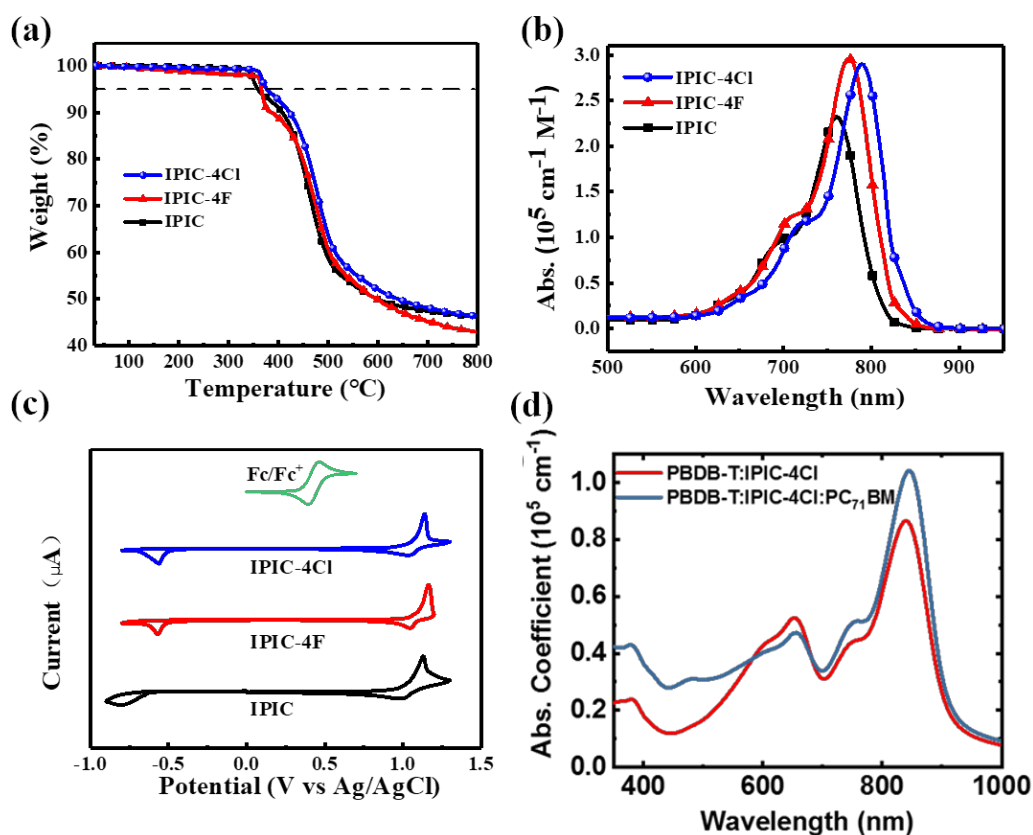 (a)
100
90
80
70
60
50
40
Weight (%)
IPIC-4Cl
IPIC-4F
IPIC
100 200 300 400 500 600 700 800
Temperature (°C)
(b)
3.0
2.5
2.0
1.5
1.0
0.5
0.0
Abs. (10⁵ cm⁻¹ M⁻¹)
IPIC-4Cl
IPIC-4F
IPIC
500 600 700 800 900
Wavelength (nm)
(c)
Current (μA)
Fc/Fc⁺
IPIC-4Cl
IPIC-4F
IPIC
-1.0 -0.5 0.0 0.5 1.0 1.5
Potential (V vs Ag/AgCl)
(d)
1.0
0.8
0.6
0.4
0.2
0.0
Abs. Coefficient (10⁵ cm⁻¹)
PBDB-T:IPIC-4Cl
PBDB-T:IPIC-4Cl:PC₇₁BM
400 600 800 1000
Wavelength (nm)